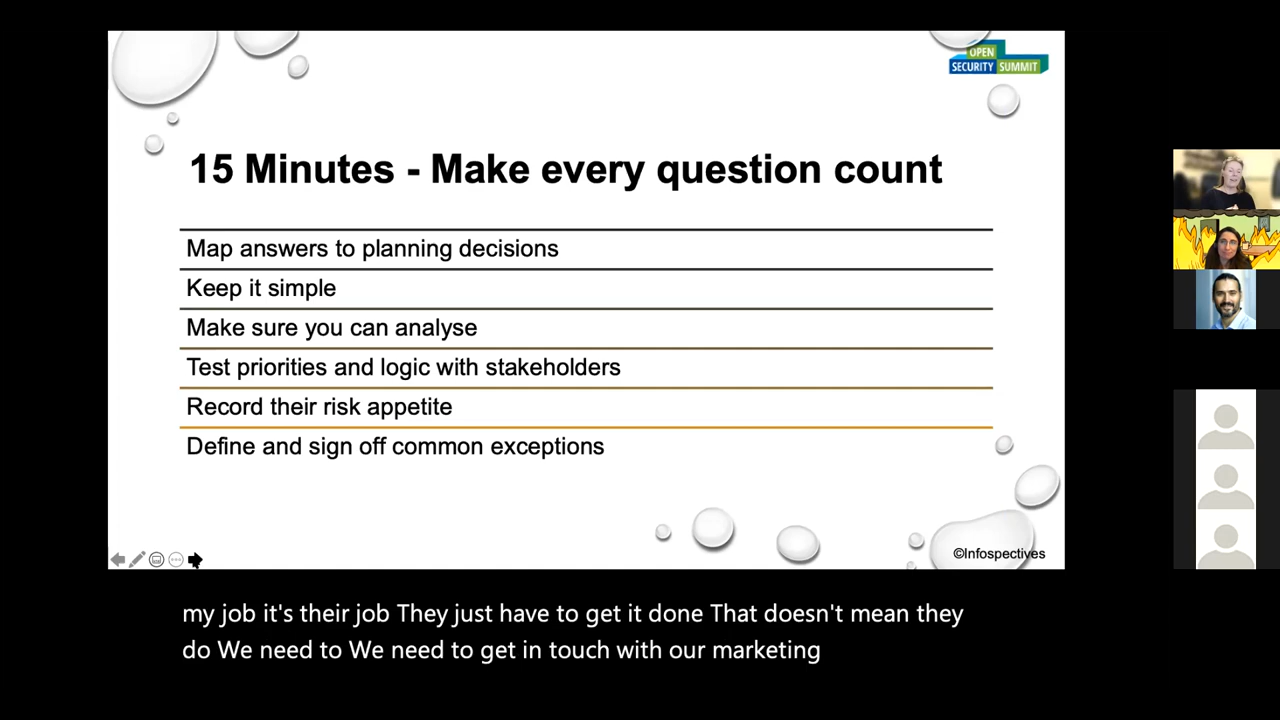 OPEN
SECURITY SUMMIT
15 Minutes - Make every question count
Map answers to planning decisions
Keep it simple
Make sure you can analyse
Test priorities and logic with stakeholders
Record their risk appetite
Define and sign off common exceptions
©Infospectives
my job it's their job They just have to get it done That doesn't mean they
do We need to We need to get in touch with our marketing